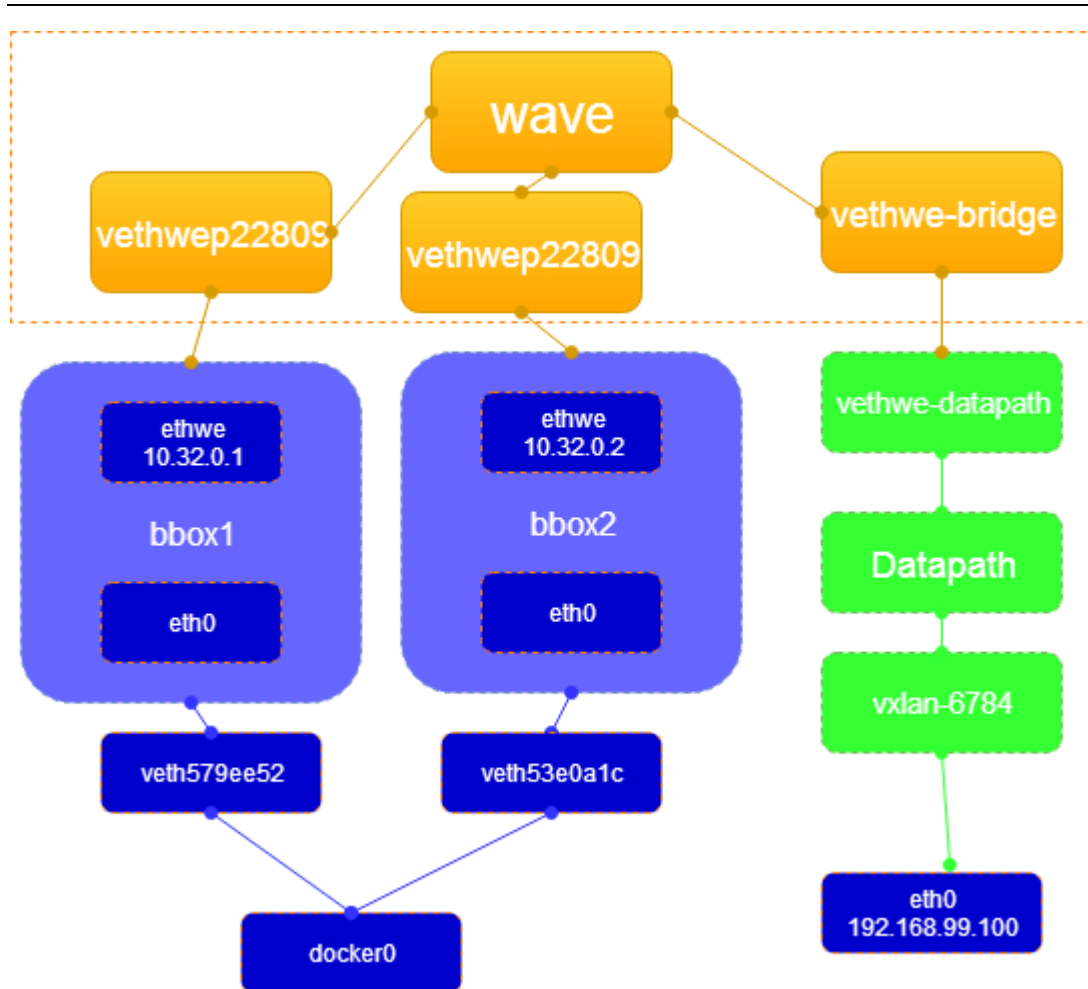 wave
vethwep22809
vethwep22809
vethwe-bridge
ethwe
10.32.0.1
bbox1
eth0
ethwe
10.32.0.2
bbox2
eth0
vethwe-datapath
Datapath
vxlan-6784
veth579ee52
veth53e0a1c
docker0
eth0
192.168.99.100